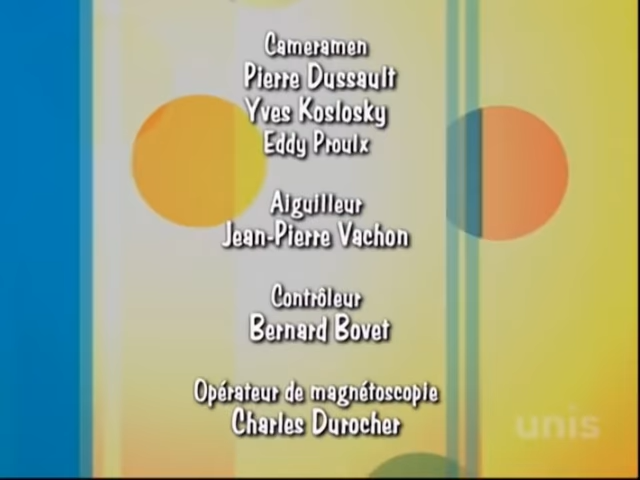 Cameramen
Pierre Dussault
Yves Koslosky
Eddy Proulx
Aiguilleur
Jean-Pierre Vachon
Contrôleur
Bernard Bovet
Opérateur de magnétoscopie
Charles Durocher
unis